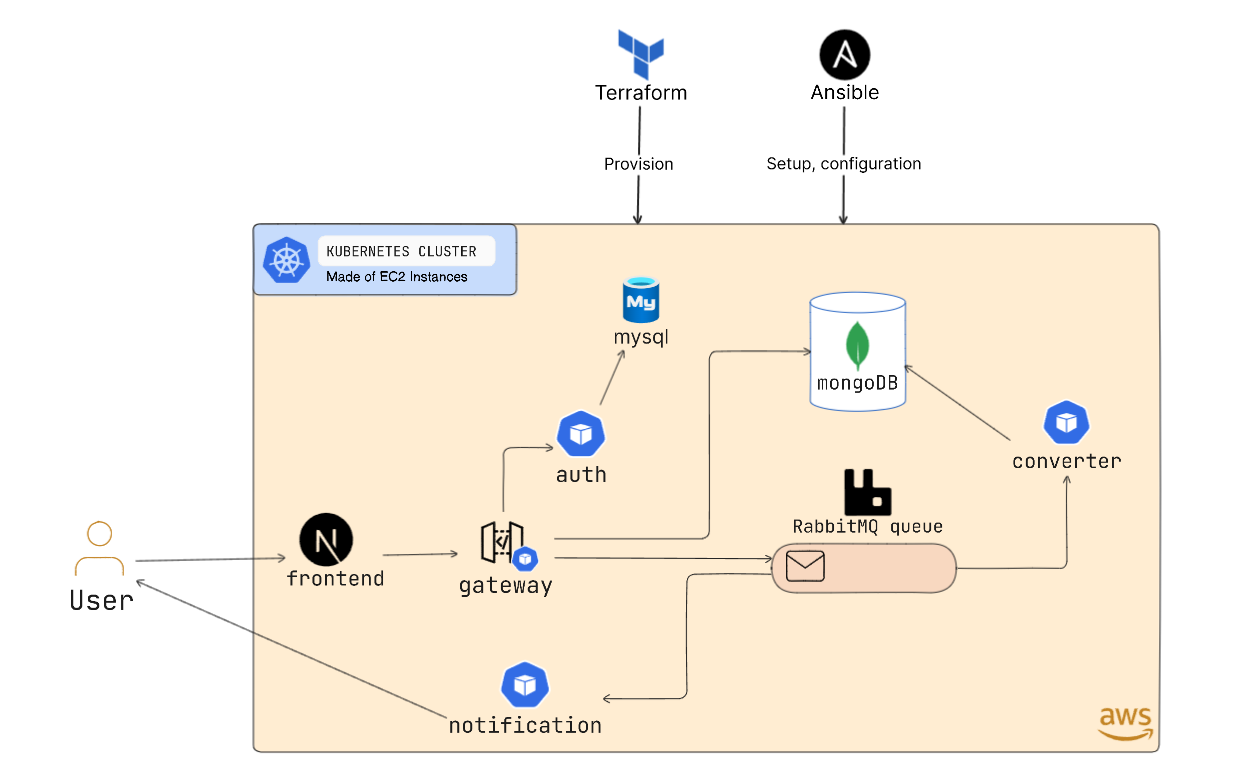 Terraform
Ansible
Provision
Setup, configuration
KUBERNETES CLUSTER
Made of EC2 Instances
My
mysql
mongoDB
auth
converter
RabbitMQ queue
N
frontend
</>
gateway
User
notification
aws